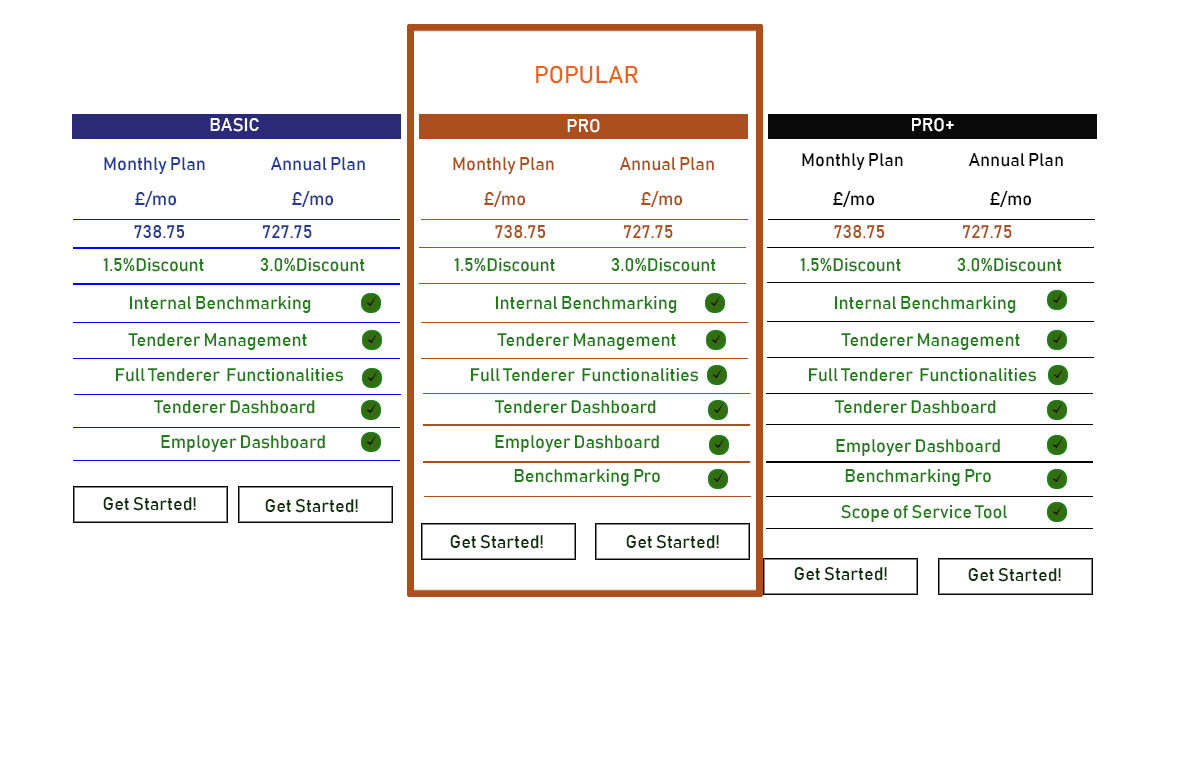 POPULAR
BASIC
Monthly Plan Annual Plan
£/mo £/mo
738.75 727.75
1.5%Discount 3.0%Discount
Internal Benchmarking
Tenderer Management
Full Tenderer Functionalities
Tenderer Dashboard
Employer Dashboard
Get Started! Get Started!
PRO
Monthly Plan Annual Plan
£/mo £/mo
738.75 727.75
1.5%Discount 3.0%Discount
Internal Benchmarking
Tenderer Management
Full Tenderer Functionalities
Tenderer Dashboard
Employer Dashboard
Benchmarking Pro
Get Started! Get Started!
PRO+
Monthly Plan Annual Plan
£/mo £/mo
738.75 727.75
1.5%Discount 3.0%Discount
Internal Benchmarking
Tenderer Management
Full Tenderer Functionalities
Tenderer Dashboard
Employer Dashboard
Benchmarking Pro
Scope of Service Tool
Get Started! Get Started!